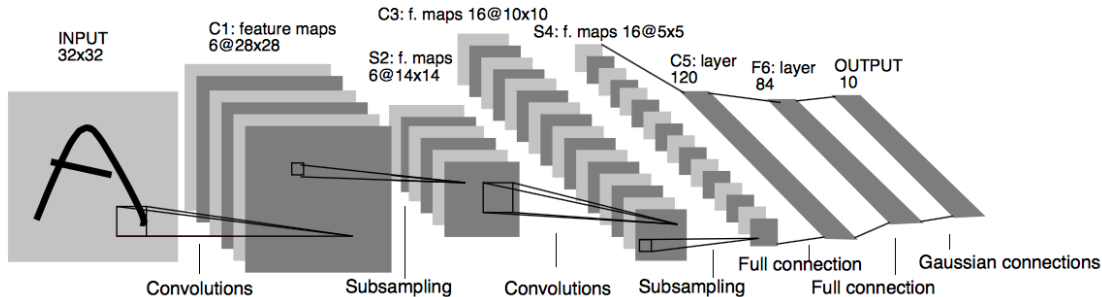 INPUT
32x32
C1: feature maps
6@28x28
S2: f. maps
6@14x14
C3: f. maps 16@10x10
S4: f. maps 16@5x5
C5: layer
120
F6: layer
84
OUTPUT
10
Convolutions
Subsampling
Convolutions
Subsampling
Full connection
Full connection
Gaussian connections